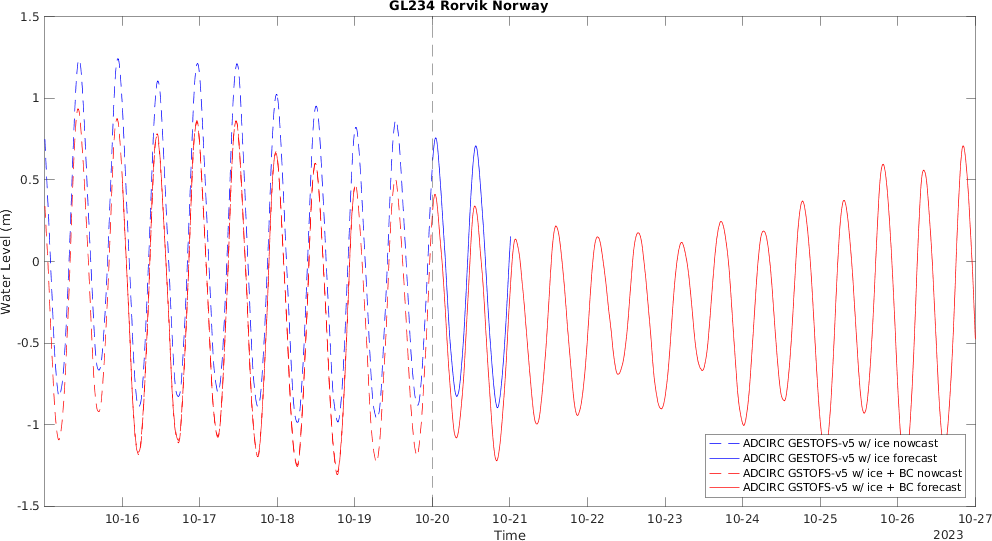 GL234 Rorvik Norway
1.5
1
0.5
0
-0.5
-1
-1.5
Water Level (m)
10-16 10-17 10-18 10-19 10-20 10-21 10-22 10-23 10-24 10-25 10-26 10-27
Time
2023
ADCIRC GESTOFS-v5 w/ ice nowcast
ADCIRC GESTOFS-v5 w/ ice forecast
ADCIRC GSTOFS-v5 w/ ice + BC nowcast
ADCIRC GSTOFS-v5 w/ ice + BC forecast